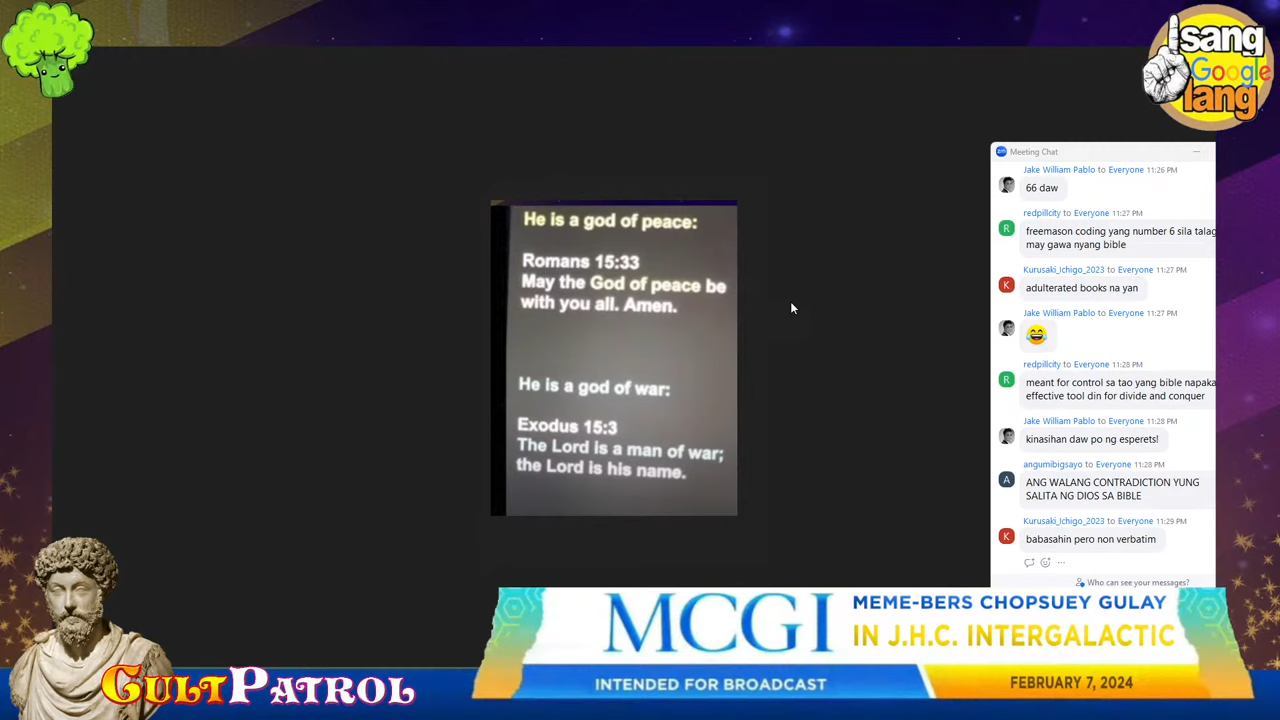 Isang
Google
lang
He is a god of peace:
Romans 15:33
May the God of peace be
with you all. Amen.
He is a god of war:
Exodus 15:3
The Lord is a man of war;
the Lord is his name.
zm Meeting Chat
Jake William Pablo to Everyone 11:26 PM
66 daw
redpillcity to Everyone 11:27 PM
R freemason coding yang number 6 sila talag
may gawa nyang bible
Kurusaki_Ichigo_2023 to Everyone 11:27 PM
K adulterated books na yan
Jake William Pablo to Everyone 11:27 PM
😂
redpillcity to Everyone 11:28 PM
R meant for control sa tao yang bible napaka
effective tool din for divide and conquer
Jake William Pablo to Everyone 11:28 PM
kinasihan daw po ng esperets!
angumibigsayo to Everyone 11:28 PM
A ANG WALANG CONTRADICTION YUNG
SALITA NG DIOS SA BIBLE
Kurusaki_Ichigo_2023 to Everyone 11:29 PM
K babasahin pero non verbatim
Who can see your messages?
MCGI
MEME-BERS CHOPSUEY GULAY
IN J.H.C. INTERGALACTIC
INTENDED FOR BROADCAST
FEBRUARY 7, 2024
CULTPATROL